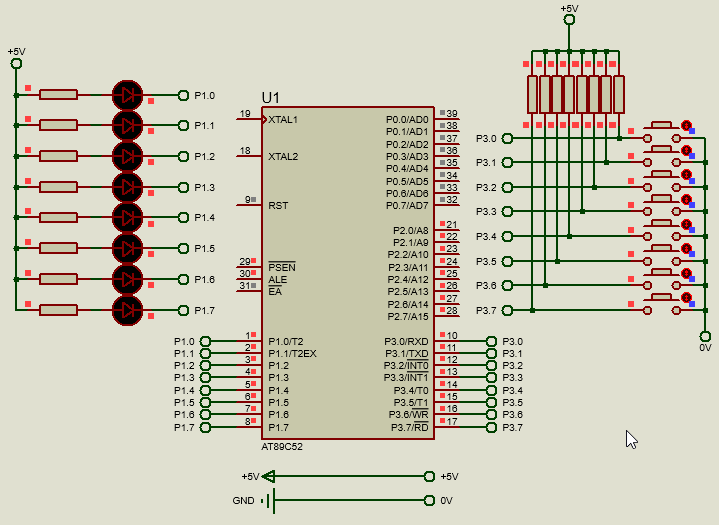 +5V
P1.0
P1.1
P1.2
P1.3
P1.4
P1.5
P1.6
P1.7
U1
19 XTAL1
18 XTAL2
9 RST
29 PSEN
30 ALE
31 EA
1 P1.0/T2
2 P1.1/T2EX
3 P1.2
4 P1.3
5 P1.4
6 P1.5
7 P1.6
8 P1.7
P0.0/AD0 39
P0.1/AD1 38
P0.2/AD2 37
P0.3/AD3 36
P0.4/AD4 35
P0.5/AD5 34
P0.6/AD6 33
P0.7/AD7 32
P2.0/A8 21
P2.1/A9 22
P2.2/A10 23
P2.3/A11 24
P2.4/A12 25
P2.5/A13 26
P2.6/A14 27
P2.7/A15 28
P3.0/RXD 10
P3.1/TXD 11
P3.2/INT0 12
P3.3/INT1 13
P3.4/T0 14
P3.5/T1 15
P3.6/WR 16
P3.7/RD 17
AT89C52
P1.0
P1.1
P1.2
P1.3
P1.4
P1.5
P1.6
P1.7
P3.0
P3.1
P3.2
P3.3
P3.4
P3.5
P3.6
P3.7
+5V
P3.0
P3.1
P3.2
P3.3
P3.4
P3.5
P3.6
P3.7
0V
+5V +5V
GND 0V